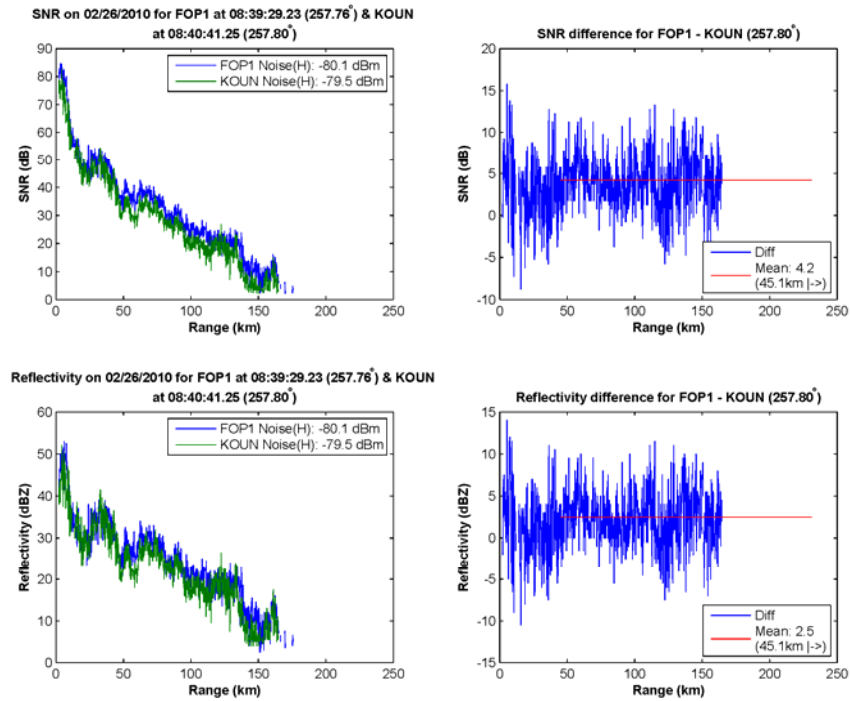 SNR on 02/26/2010 for FOP1 at 08:39:29.23 (257.76°) & KOUN
at 08:40:41.25 (257.80°)
FOP1 Noise(H): -80.1 dBm
KOUN Noise(H): -79.5 dBm
SNR (dB)
90
80
70
60
50
40
30
20
10
0
0 50 100 150 200 250
Range (km)
SNR difference for FOP1 - KOUN (257.80°)
SNR (dB)
20
15
10
5
0
-5
-10
Diff
Mean: 4.2
(45.1km |->)
0 50 100 150 200 250
Range (km)
Reflectivity on 02/26/2010 for FOP1 at 08:39:29.23 (257.76°) & KOUN
at 08:40:41.25 (257.80°)
FOP1 Noise(H): -80.1 dBm
KOUN Noise(H): -79.5 dBm
Reflectivity (dBZ)
60
50
40
30
20
10
0
0 50 100 150 200 250
Range (km)
Reflectivity difference for FOP1 - KOUN (257.80°)
Reflectivity (dBZ)
15
10
5
0
-5
-10
-15
Diff
Mean: 2.5
(45.1km |->)
0 50 100 150 200 250
Range (km)